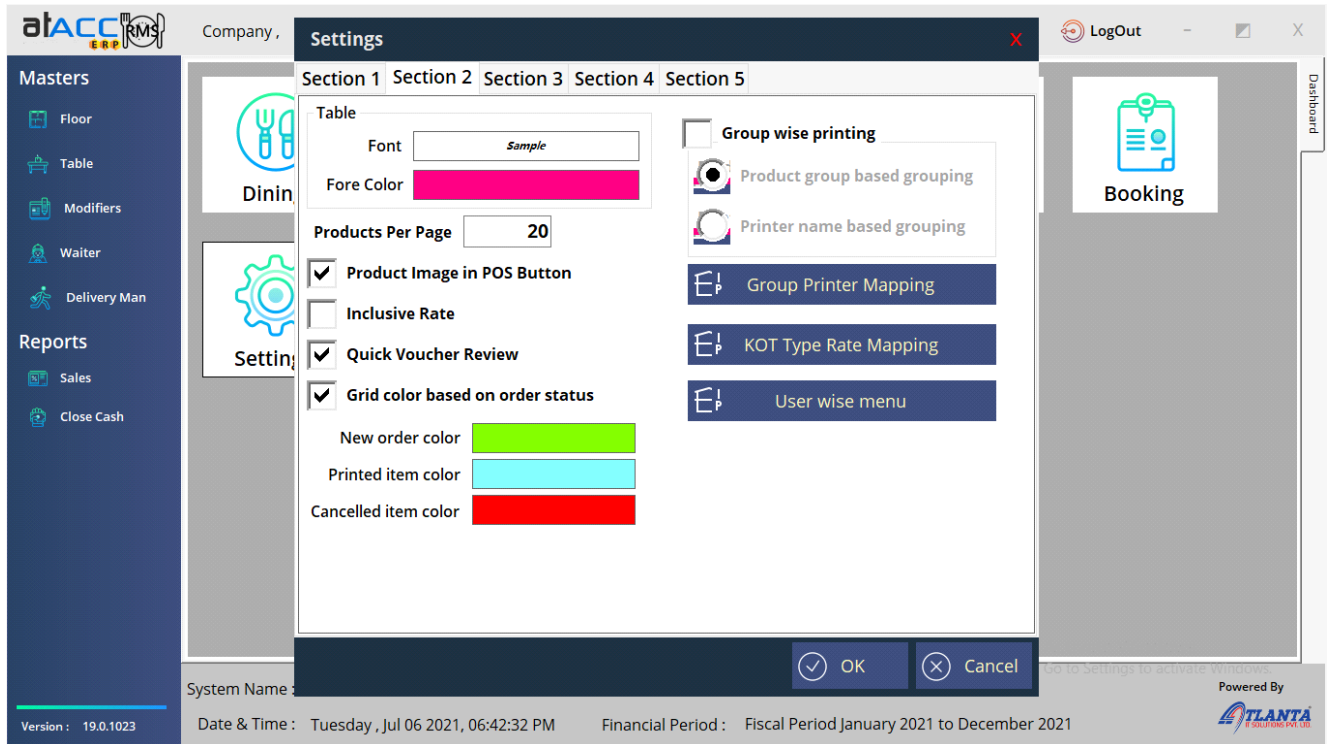 atACC RMS
ERP
Company ,
Settings
X
LogOut
X
Masters
Floor
Table
Modifiers
Waiter
Delivery Man
Reports
Sales
Close Cash
Version : 19.0.1023
Dinin
Settin
Section 1 Section 2 Section 3 Section 4 Section 5
Table
Font Sample
Fore Color
Products Per Page 20
Product Image in POS Button
Inclusive Rate
Quick Voucher Review
Grid color based on order status
New order color
Printed item color
Cancelled item color
Group wise printing
Product group based grouping
Printer name based grouping
Group Printer Mapping
KOT Type Rate Mapping
User wise menu
OK Cancel
Booking
Dashboard
Go to Settings to activate Windows.
System Name :
Date & Time : Tuesday , Jul 06 2021, 06:42:32 PM Financial Period : Fiscal Period January 2021 to December 2021
Powered By
ATLANTA
IT SOLUTIONS PVT. LTD.